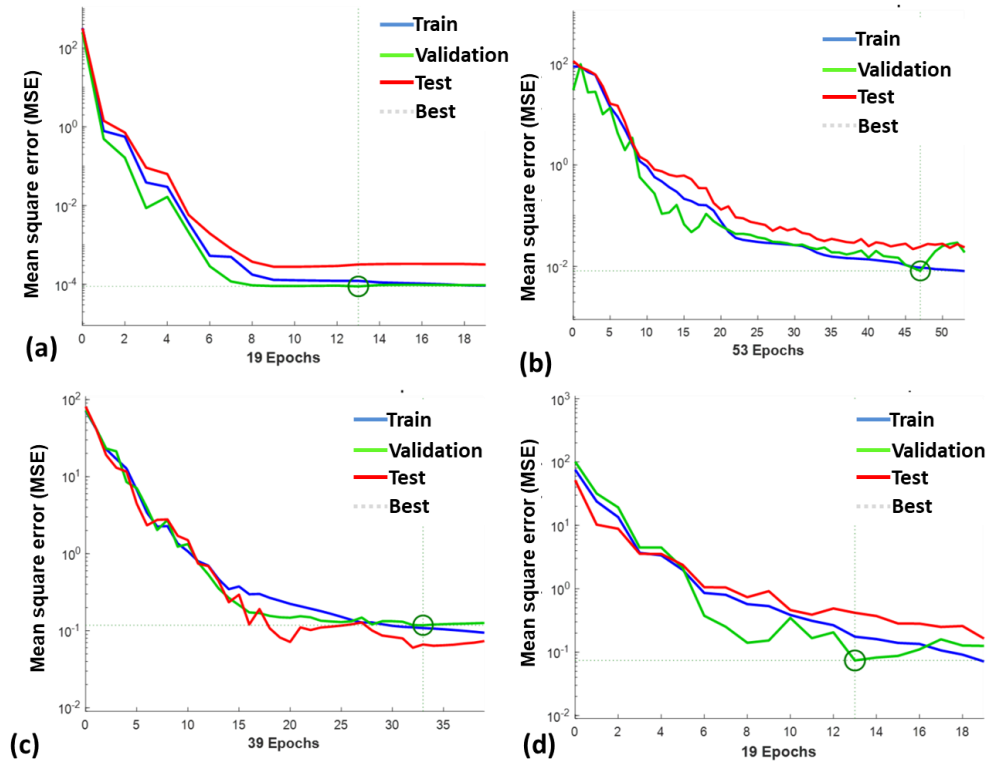 Mean square error (MSE)
10^2
10^0
10^-2
10^-4
Train
Validation
Test
Best
0 2 4 6 8 10 12 14 16 18
19 Epochs
(a)
Mean square error (MSE)
10^2
10^0
10^-2
Train
Validation
Test
Best
0 5 10 15 20 25 30 35 40 45 50
53 Epochs
(b)
Mean square error (MSE)
10^2
10^1
10^0
10^-1
10^-2
Train
Validation
Test
Best
0 5 10 15 20 25 30 35
39 Epochs
(c)
Mean square error (MSE)
10^3
10^2
10^1
10^0
10^-1
10^-2
Train
Validation
Test
Best
0 2 4 6 8 10 12 14 16 18
19 Epochs
(d)